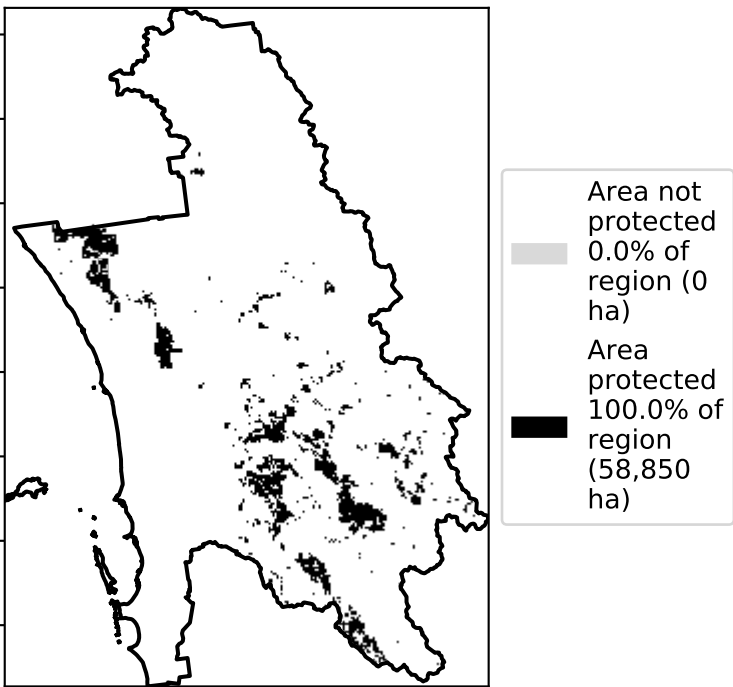 Area not
protected
0.0% of
region (0
ha)
Area
protected
100.0% of
region
(58,850
ha)